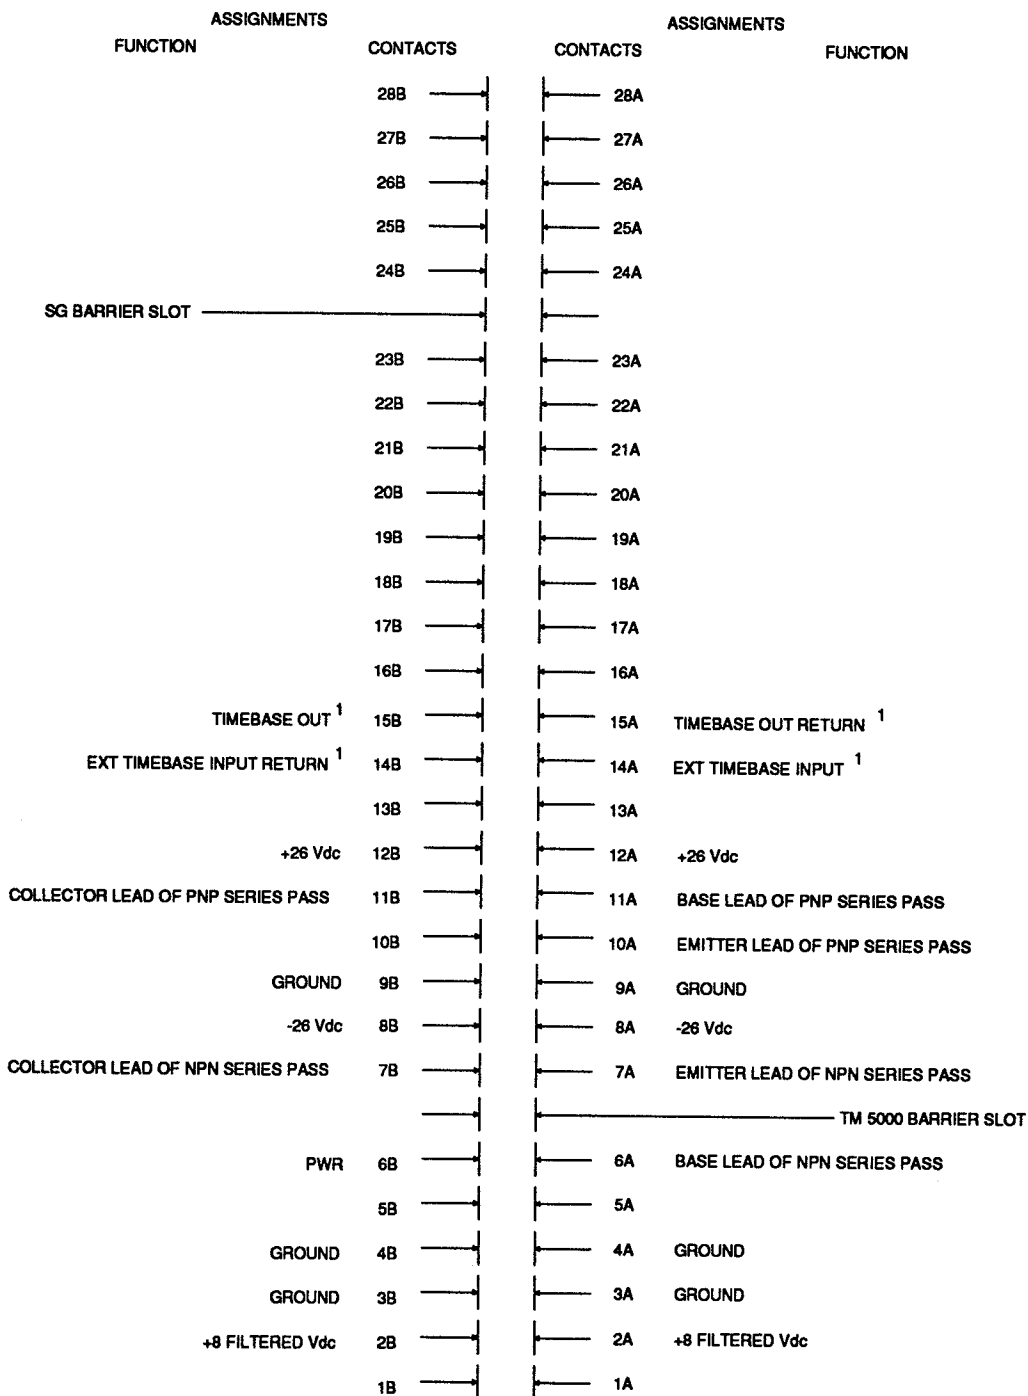 ASSIGNMENTS ASSIGNMENTS
FUNCTION CONTACTS CONTACTS FUNCTION
28B 28A
27B 27A
26B 26A
25B 25A
24B 24A
SG BARRIER SLOT
23B 23A
22B 22A
21B 21A
20B 20A
19B 19A
18B 18A
17B 17A
16B 16A
TIMEBASE OUT 1 15B 15A TIMEBASE OUT RETURN 1
EXT TIMEBASE INPUT RETURN 1 14B 14A EXT TIMEBASE INPUT 1
13B 13A
+26 Vdc 12B 12A +26 Vdc
COLLECTOR LEAD OF PNP SERIES PASS 11B 11A BASE LEAD OF PNP SERIES PASS
10B 10A EMITTER LEAD OF PNP SERIES PASS
GROUND 9B 9A GROUND
-26 Vdc 8B 8A -26 Vdc
COLLECTOR LEAD OF NPN SERIES PASS 7B 7A EMITTER LEAD OF NPN SERIES PASS
TM 5000 BARRIER SLOT
PWR 6B 6A BASE LEAD OF NPN SERIES PASS
5B 5A
GROUND 4B 4A GROUND
GROUND 3B 3A GROUND
+8 FILTERED Vdc 2B 2A +8 FILTERED Vdc
1B 1A